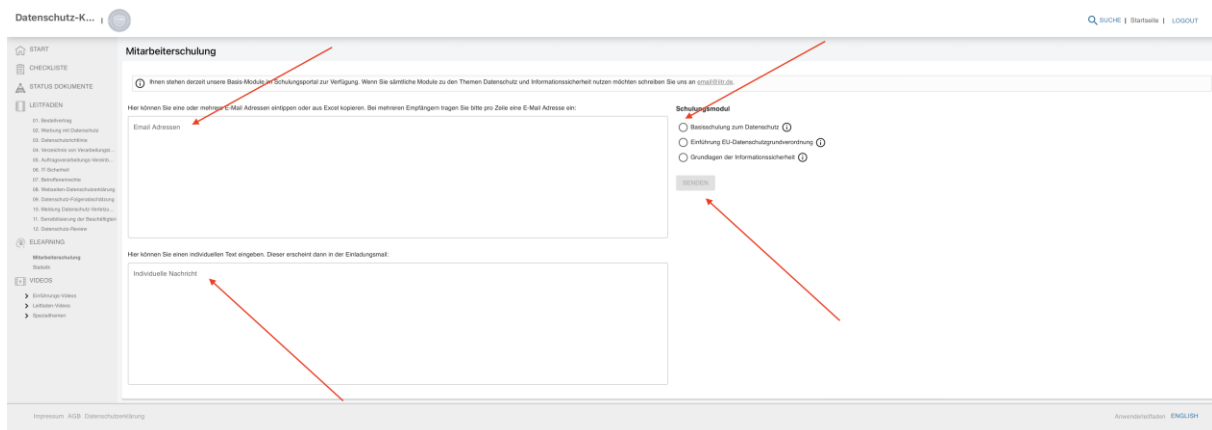 Datenschutz-K... |
SUCHE | Startseite | LOGOUT
START
CHECKLISTE
STATUS DOKUMENTE
LEITFADEN
01. Bestellvertrag
02. Werbung mit Datenschutz
03. Datenschutzrichtlinie
04. Verzeichnis von Verarbeitungst...
05. Auftragsverarbeitungs-Vereinb...
06. IT-Sicherheit
07. Betroffenenrechte
08. Webseiten-Datenschutzerklärung
09. Datenschutz-Folgenabschätzung
10. Meldung Datenschutz-Verletzu...
11. Sensibilisierung der Beschäftigten
12. Datenschutz-Review
ELEARNING
Mitarbeiterschulung
Statistik
VIDEOS
Einführungs-Videos
Leitfaden-Videos
Spezialthemen
Mitarbeiterschulung
Ihnen stehen derzeit unsere Basis-Module im Schulungsportal zur Verfügung. Wenn Sie sämtliche Module zu den Themen Datenschutz und Informationssicherheit nutzen möchten schreiben Sie uns an email@iitr.de.
Hier können Sie eine oder mehrere E-Mail Adressen eintippen oder aus Excel kopieren. Bei mehreren Empfängern tragen Sie bitte pro Zeile eine E-Mail Adresse ein:
Email Adressen
Schulungsmodul
Basisschulung zum Datenschutz
Einführung EU-Datenschutzgrundverordnung
Grundlagen der Informationssicherheit
SENDEN
Hier können Sie einen individuellen Text eingeben. Dieser erscheint dann in der Einladungsmail:
Individuelle Nachricht
Impressum AGB Datenschutzerklärung
Anwenderleitfaden ENGLISH